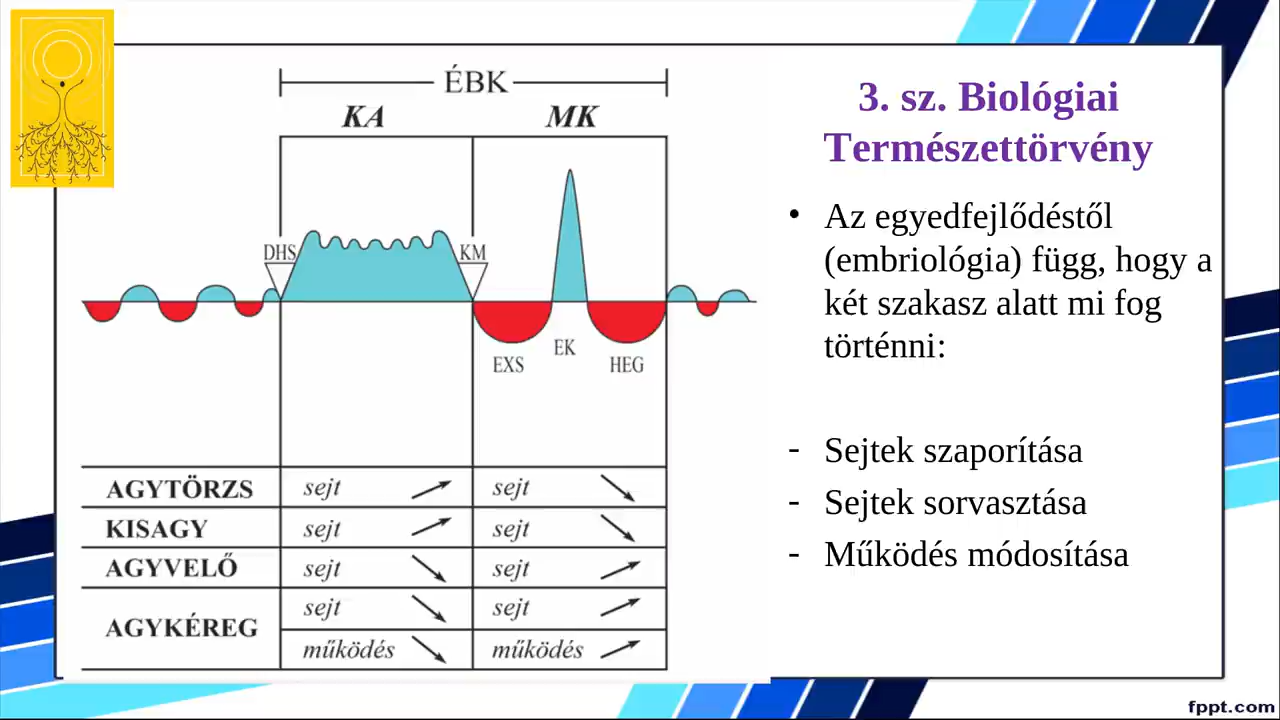 ÉBK
KA MK
DHS KM
EXS EK HEG
AGYTÖRZS sejt sejt
KISAGY sejt sejt
AGYVELŐ sejt sejt
AGYKÉREG sejt sejt
működés működés
3. sz. Biológiai
Természettörvény
• Az egyedfejlődéstől
(embriológia) függ, hogy a
két szakasz alatt mi fog
történni:
- Sejtek szaporítása
- Sejtek sorvasztása
- Működés módosítása
fppt.com